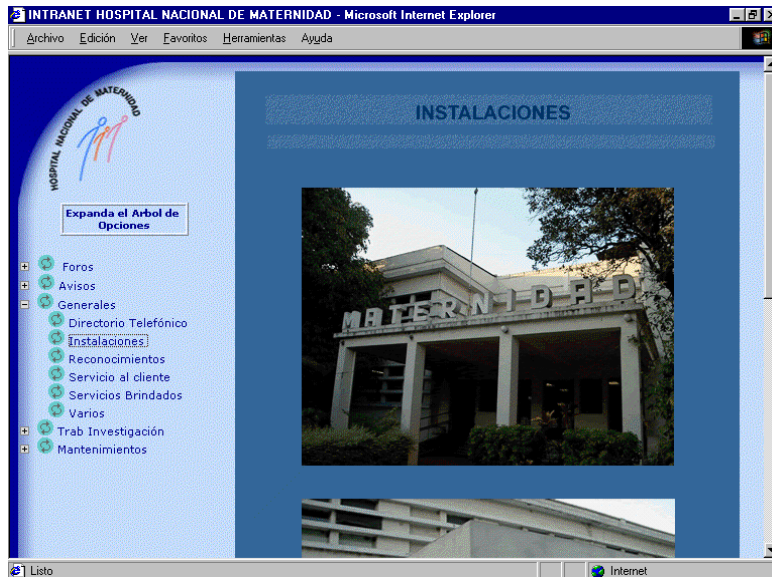 INTRANET HOSPITAL NACIONAL DE MATERNIDAD - Microsoft Internet Explorer
Archivo Edición Ver Favoritos Herramientas Ayuda
HOSPITAL NACIONAL DE MATERNIDAD
Expanda el Arbol de
Opciones
Foros
Avisos
Generales
Directorio Telefónico
Instalaciones
Reconocimientos
Servicio al cliente
Servicios Brindados
Varios
Trab Investigación
Mantenimientos
INSTALACIONES
MATERNIDAD
Listo
Internet